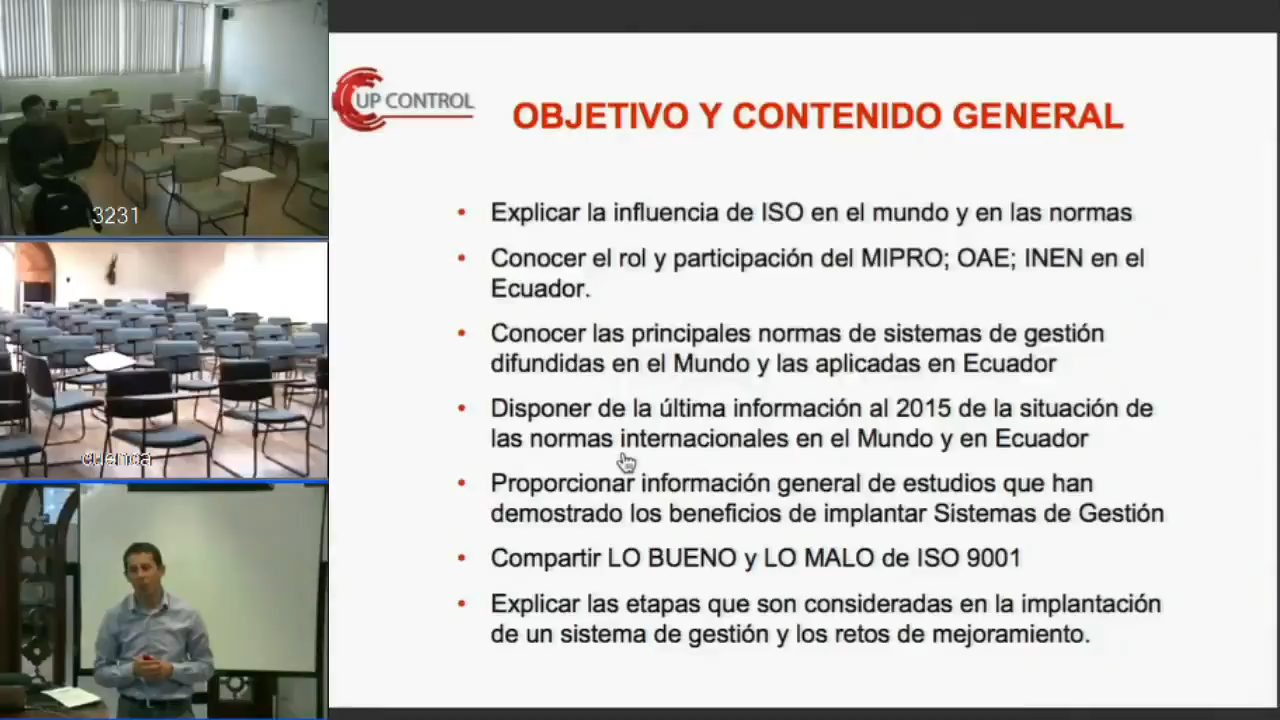 3231
cuenca
UP CONTROL
OBJETIVO Y CONTENIDO GENERAL
• Explicar la influencia de ISO en el mundo y en las normas
• Conocer el rol y participación del MIPRO; OAE; INEN en el
Ecuador.
• Conocer las principales normas de sistemas de gestión
difundidas en el Mundo y las aplicadas en Ecuador
• Disponer de la última información al 2015 de la situación de
las normas internacionales en el Mundo y en Ecuador
• Proporcionar información general de estudios que han
demostrado los beneficios de implantar Sistemas de Gestión
• Compartir LO BUENO y LO MALO de ISO 9001
• Explicar las etapas que son consideradas en la implantación
de un sistema de gestión y los retos de mejoramiento.